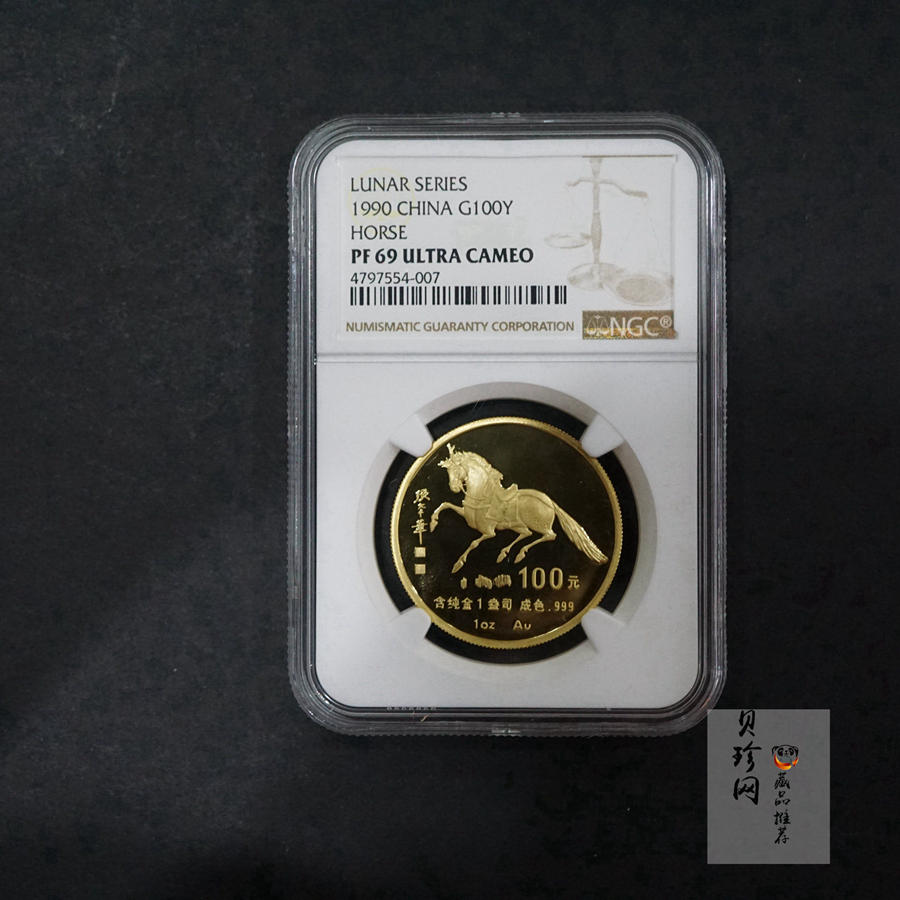 LUNAR SERIES
1990 CHINA G100Y
HORSE
PF 69 ULTRA CAMEO
4797554-007
NUMISMATIC GUARANTY CORPORATION
NGC®
100元
含纯金1盎司 成色.999
1oz Au
贝珍网
藏品推荐